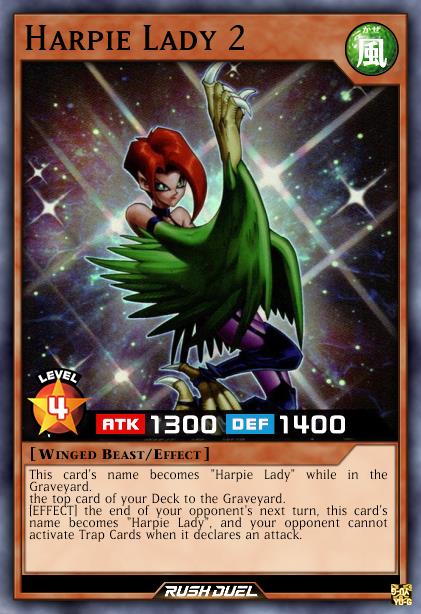 Harpie Lady 2
かぜ
風
LEVEL
4
ATK 1300 DEF 1400
[Winged Beast/Effect]
This card's name becomes "Harpie Lady" while in the
Graveyard.
the top card of your Deck to the Graveyard.
[EFFECT] the end of your opponent's next turn, this card's
name becomes "Harpie Lady", and your opponent cannot
activate Trap Cards when it declares an attack.
RUSH DUEL